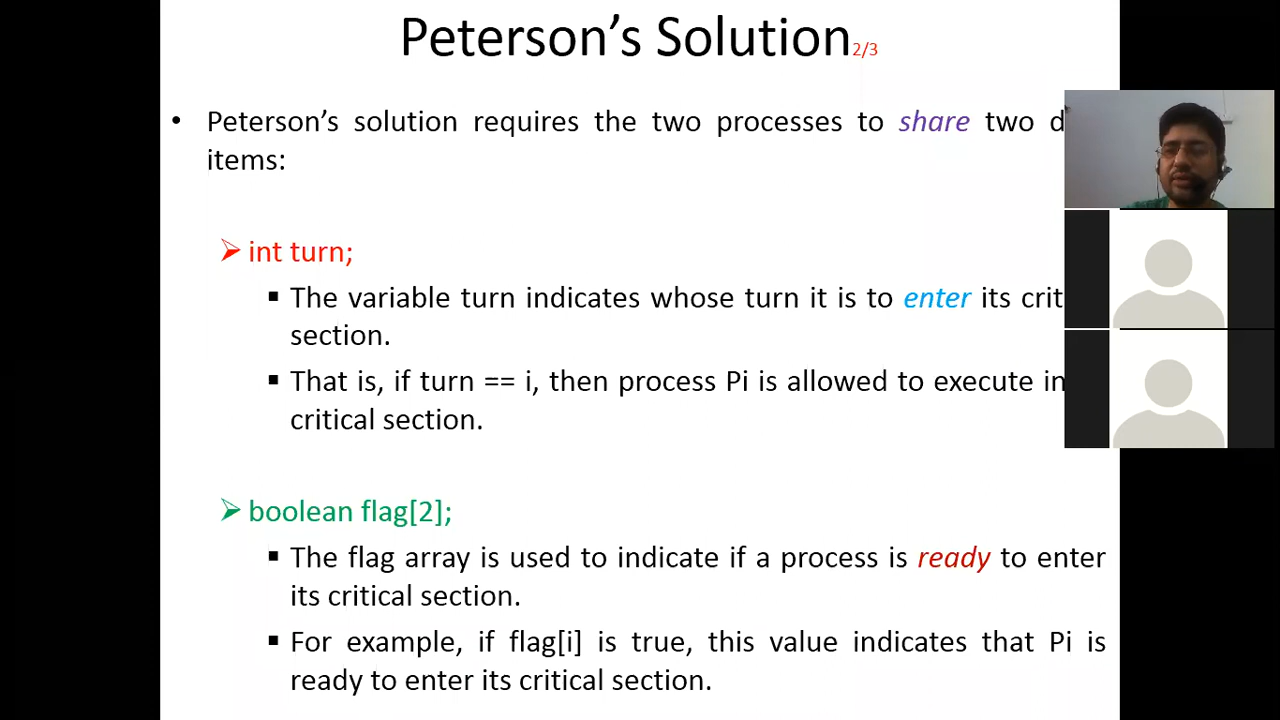 Peterson’s Solution2/3
• Peterson’s solution requires the two processes to share two
items:
➢ int turn;
▪ The variable turn indicates whose turn it is to enter its crit
section.
▪ That is, if turn == i, then process Pi is allowed to execute in
critical section.
➢ boolean flag[2];
▪ The flag array is used to indicate if a process is ready to enter
its critical section.
▪ For example, if flag[i] is true, this value indicates that Pi is
ready to enter its critical section.